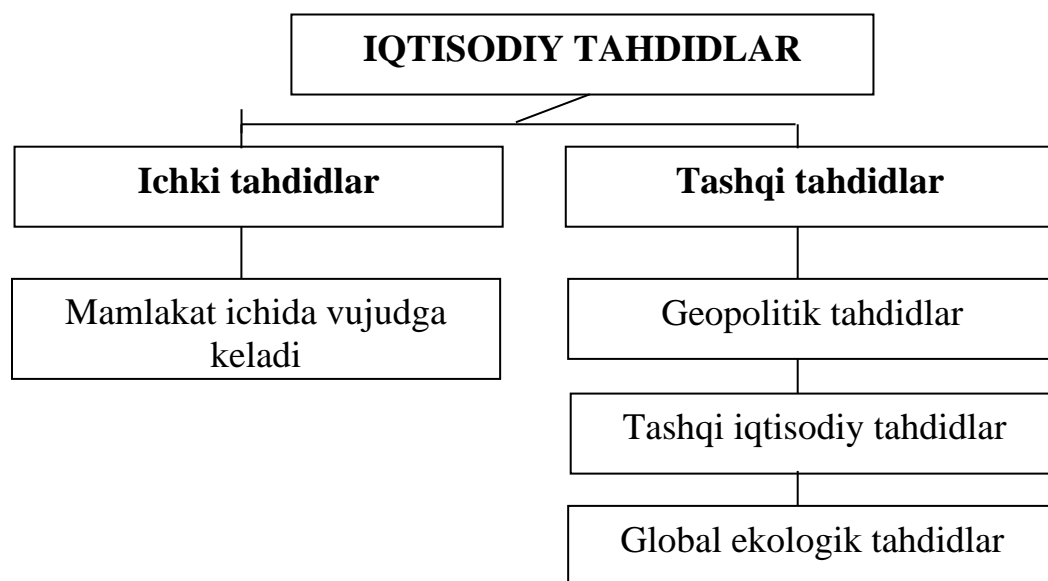 IQTISODIY TAHDIDLAR
Ichki tahdidlar
Tashqi tahdidlar
Mamlakat ichida vujudga
keladi
Geopolitik tahdidlar
Tashqi iqtisodiy tahdidlar
Global ekologik tahdidlar